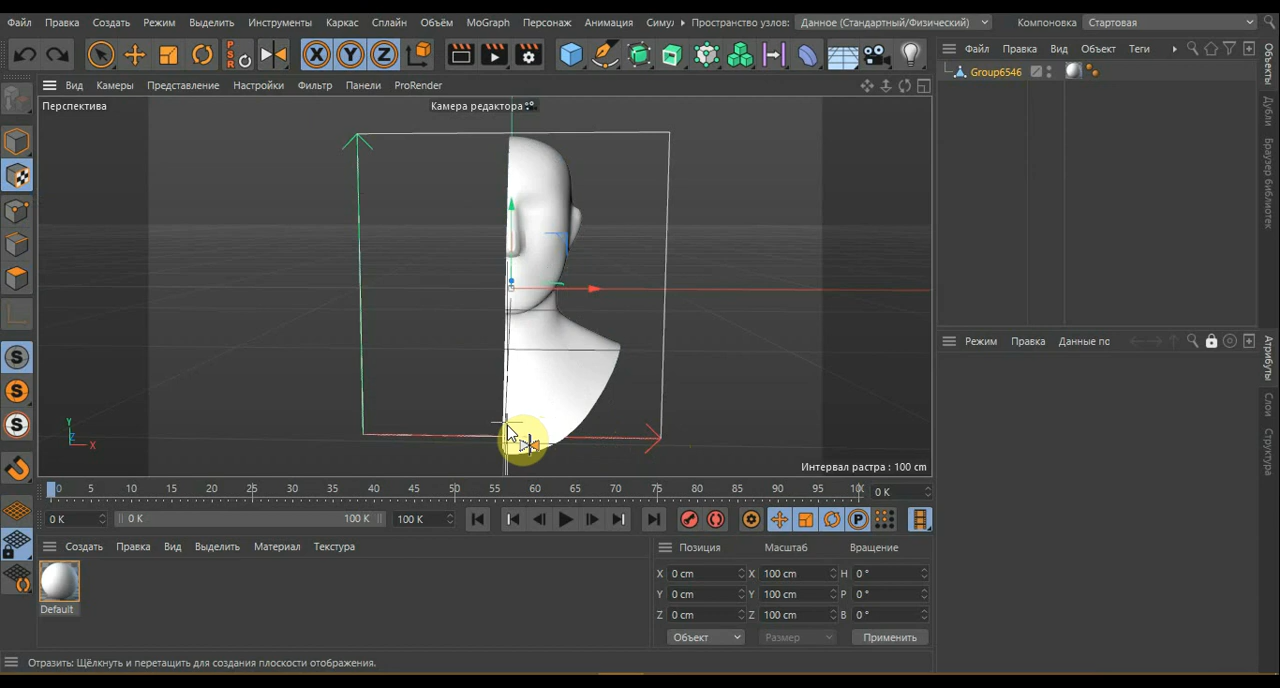 Файл Правка Создать Режим Выделить Инструменты Каркас Сплайн Объём MoGraph Персонаж Анимация Симу Пространство узлов: Данное (Стандартный/Физический) Компоновка Стартовая
PSR X Y Z
Файл Правка Вид Объект Теги
Group6546
Вид Камеры Представление Настройки Фильтр Панели ProRender
Перспектива
Камера редактора
Объекты
Дубли
Браузер библиотек
Режим Правка Данные пс
Атрибуты
Слои
Структура
S
S
S
Y
Z
X
Интервал растра : 100 cm
0 5 10 15 20 25 30 35 40 45 50 55 60 65 70 75 80 85 90 95 10 0 K
0 K 0 K 100 K 100 K P
Создать Правка Вид Выделить Материал Текстура
Default
Позиция Масштаб Вращение
X 0 cm X 100 cm H 0 °
Y 0 cm Y 100 cm P 0 °
Z 0 cm Z 100 cm B 0 °
Объект Размер Применить
Отразить: Щёлкнуть и перетащить для создания плоскости отображения.